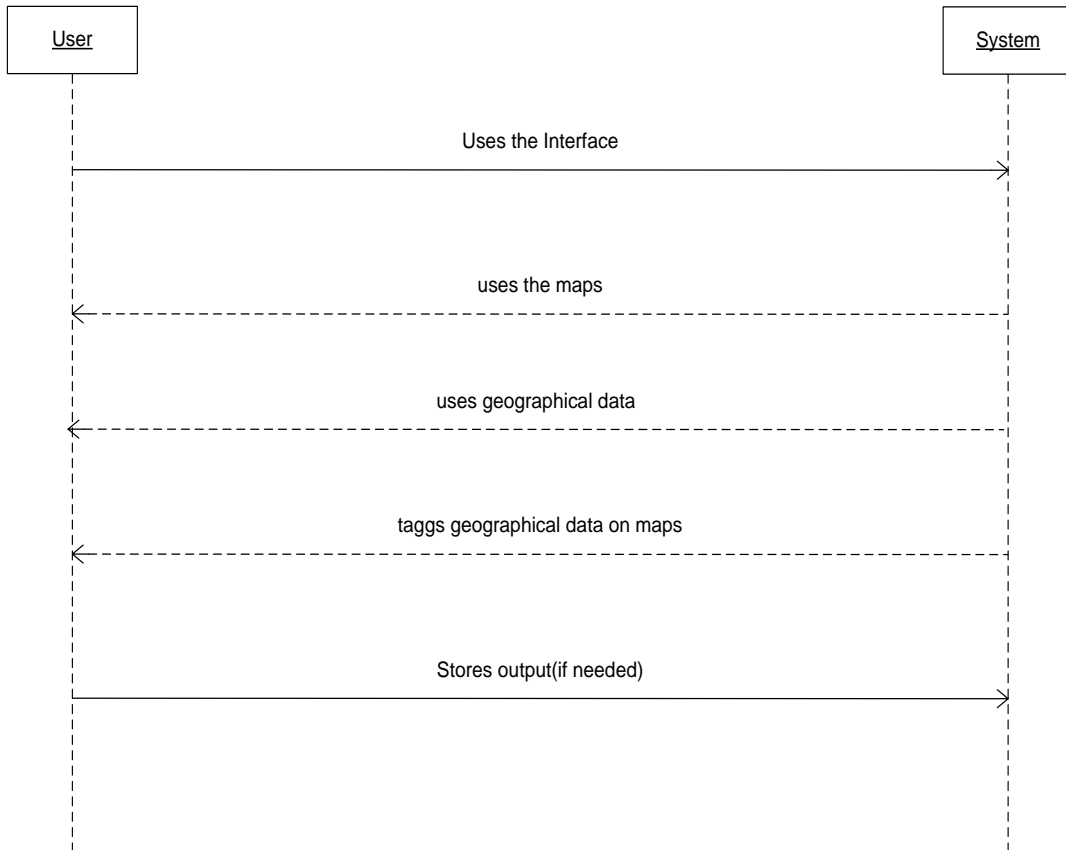 User
System
Uses the Interface
uses the maps
uses geographical data
taggs geographical data on maps
Stores output(if needed)